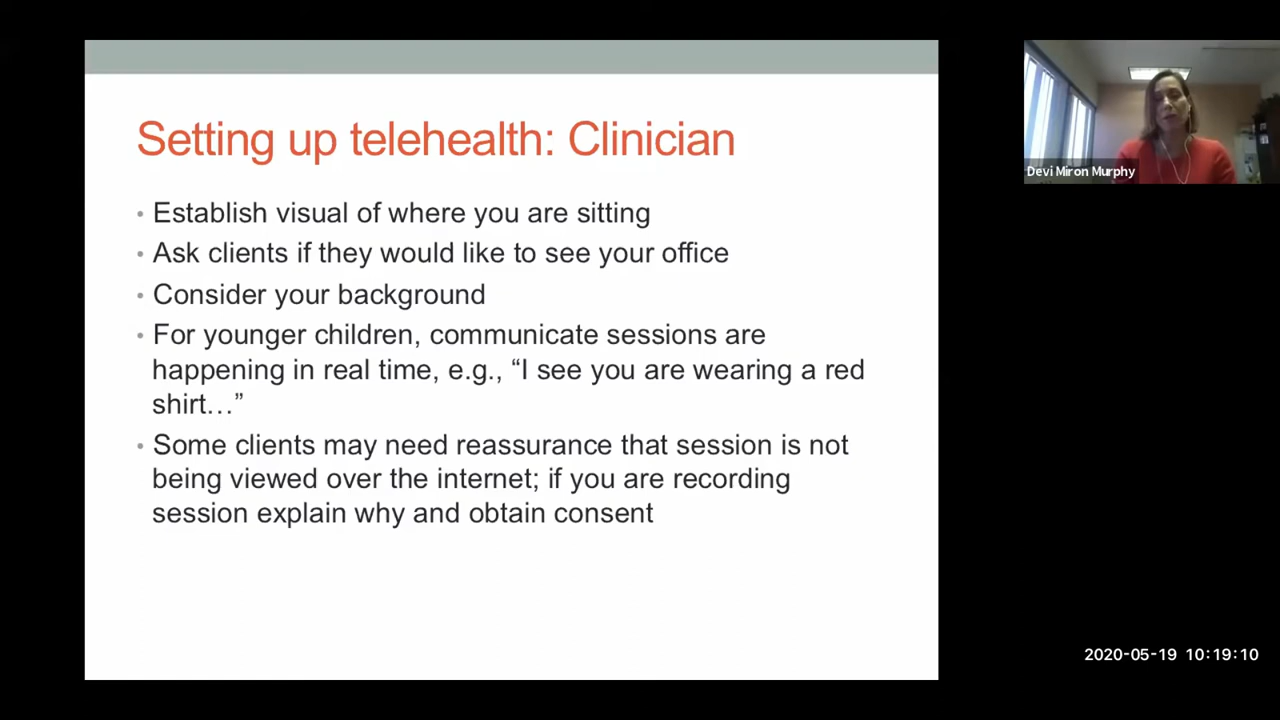 Setting up telehealth: Clinician
• Establish visual of where you are sitting
• Ask clients if they would like to see your office
• Consider your background
• For younger children, communicate sessions are
happening in real time, e.g., “I see you are wearing a red
shirt…”
• Some clients may need reassurance that session is not
being viewed over the internet; if you are recording
session explain why and obtain consent
Devi Miron Murphy
2020-05-19 10:19:10